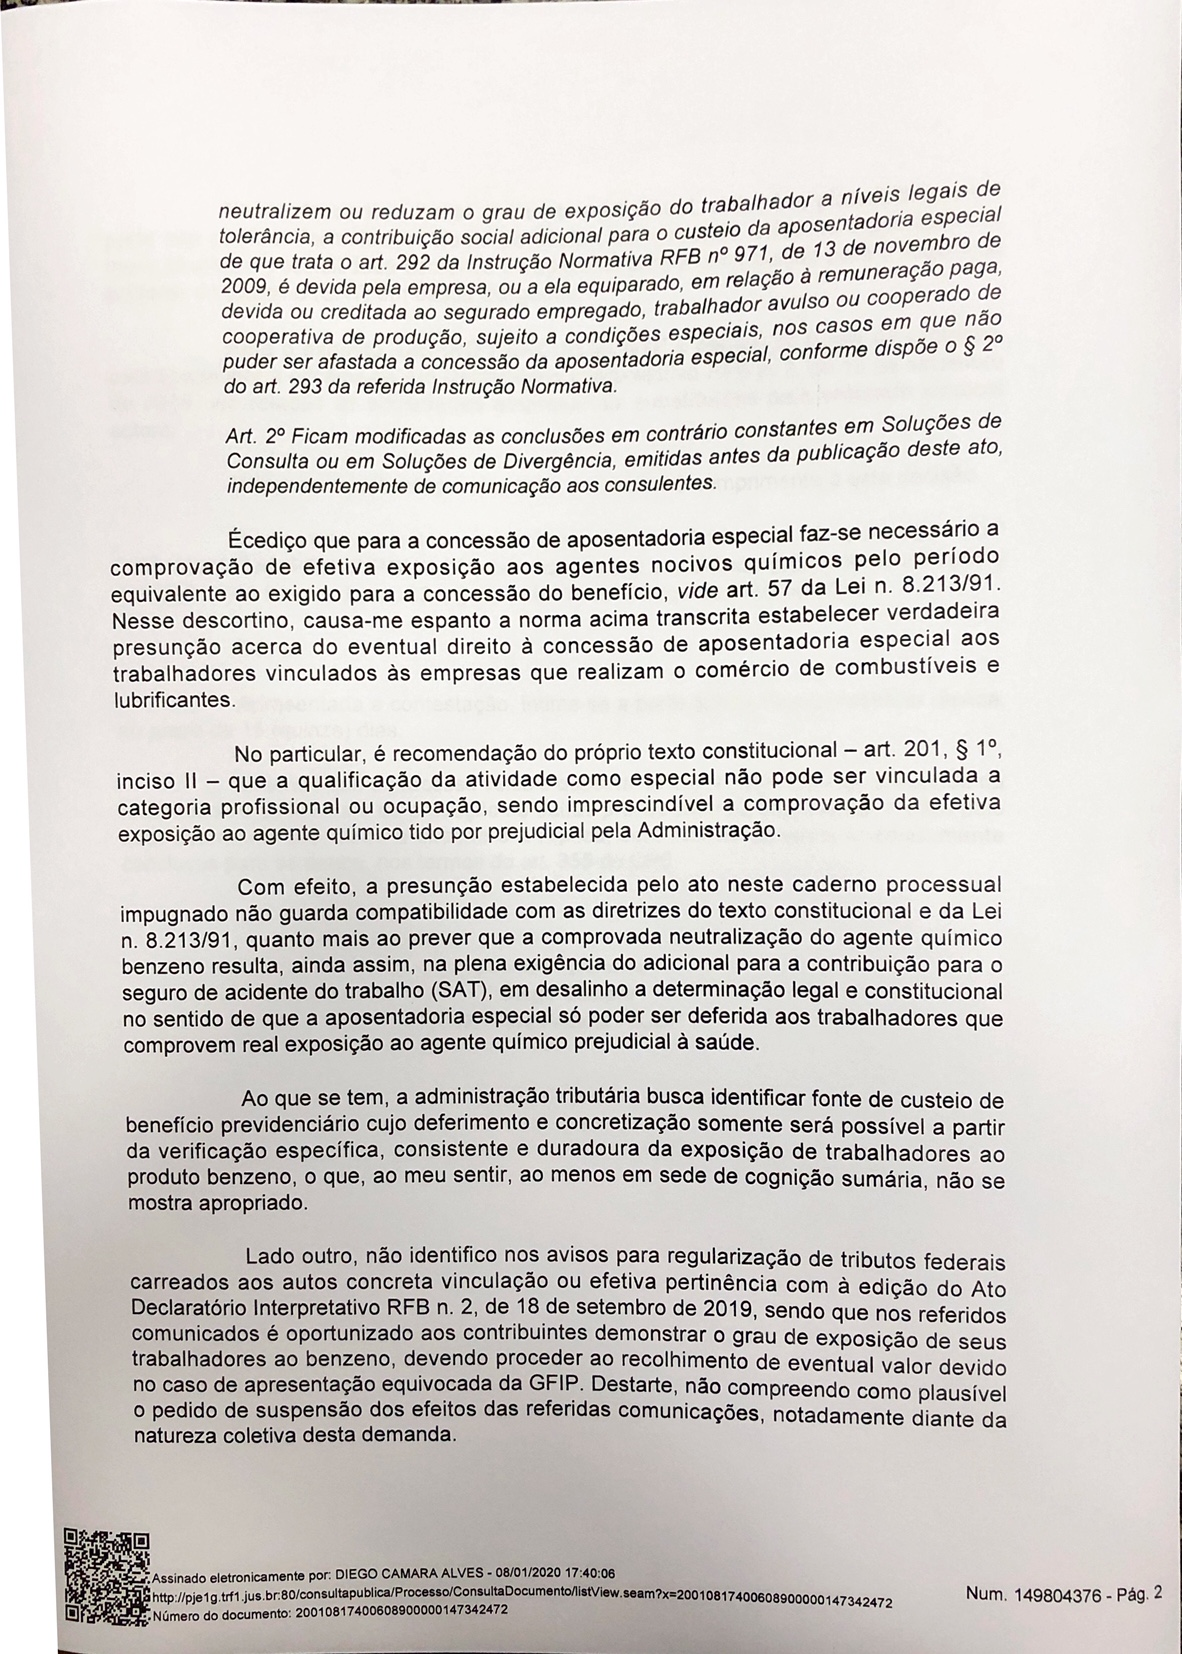 neutralizem ou reduzam o grau de exposição do trabalhador a níveis legais de
tolerância, a contribuição social adicional para o custeio da aposentadoria especial
de que trata o art. 292 da Instrução Normativa RFB nº 971, de 13 de novembro de
2009, é devida pela empresa, ou a ela equiparado, em relação à remuneração paga,
devida ou creditada ao segurado empregado, trabalhador avulso ou cooperado de
cooperativa de produção, sujeito a condições especiais, nos casos em que não
puder ser afastada a concessão da aposentadoria especial, conforme dispõe o § 2º
do art. 293 da referida Instrução Normativa.
Art. 2º Ficam modificadas as conclusões em contrário constantes em Soluções de
Consulta ou em Soluções de Divergência, emitidas antes da publicação deste ato,
independentemente de comunicação aos consulentes.
Écediço que para a concessão de aposentadoria especial faz-se necessário a
comprovação de efetiva exposição aos agentes nocivos químicos pelo período
equivalente ao exigido para a concessão do benefício, vide art. 57 da Lei n. 8.213/91.
Nesse descortino, causa-me espanto a norma acima transcrita estabelecer verdadeira
presunção acerca do eventual direito à concessão de aposentadoria especial aos
trabalhadores vinculados às empresas que realizam o comércio de combustíveis e
lubrificantes.
No particular, é recomendação do próprio texto constitucional – art. 201, § 1º,
inciso II – que a qualificação da atividade como especial não pode ser vinculada a
categoria profissional ou ocupação, sendo imprescindível a comprovação da efetiva
exposição ao agente químico tido por prejudicial pela Administração.
Com efeito, a presunção estabelecida pelo ato neste caderno processual
impugnado não guarda compatibilidade com as diretrizes do texto constitucional e da Lei
n. 8.213/91, quanto mais ao prever que a comprovada neutralização do agente químico
benzeno resulta, ainda assim, na plena exigência do adicional para a contribuição para o
seguro de acidente do trabalho (SAT), em desalinho a determinação legal e constitucional
no sentido de que a aposentadoria especial só poder ser deferida aos trabalhadores que
comprovem real exposição ao agente químico prejudicial à saúde.
Ao que se tem, a administração tributária busca identificar fonte de custeio de
benefício previdenciário cujo deferimento e concretização somente será possível a partir
da verificação específica, consistente e duradoura da exposição de trabalhadores ao
produto benzeno, o que, ao meu sentir, ao menos em sede de cognição sumária, não se
mostra apropriado.
Lado outro, não identifico nos avisos para regularização de tributos federais
carreados aos autos concreta vinculação ou efetiva pertinência com à edição do Ato
Declaratório Interpretativo RFB n. 2, de 18 de setembro de 2019, sendo que nos referidos
comunicados é oportunizado aos contribuintes demonstrar o grau de exposição de seus
trabalhadores ao benzeno, devendo proceder ao recolhimento de eventual valor devido
no caso de apresentação equivocada da GFIP. Destarte, não compreendo como plausível
o pedido de suspensão dos efeitos das referidas comunicações, notadamente diante da
natureza coletiva desta demanda.
Assinado eletronicamente por: DIEGO CAMARA ALVES - 08/01/2020 17:40:06
http://pje1g.trf1.jus.br:80/consultapublica/Processo/ConsultaDocumento/listView.seam?x=20010817400608900000147342472
Número do documento: 20010817400608900000147342472
Num. 149804376 - Pág. 2